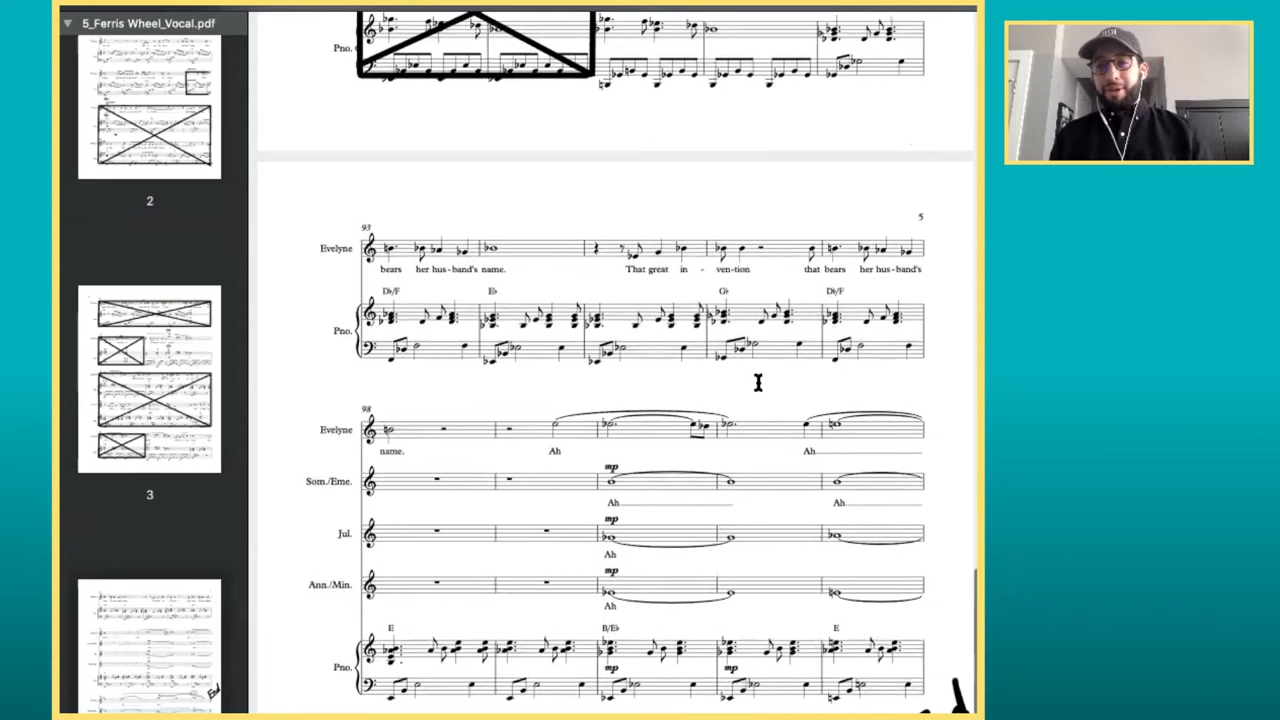 5_Ferris Wheel_Vocal.pdf
2
3
Pno.
5
93
Evelyne
bears her hus-band's name. That great in - ven-tion that bears her hus-band's
D♭/F E♭ G♭ D♭/F
Pno.
98
Evelyne
name. Ah Ah
mp
Som./Eme.
Ah Ah
mp
Jul.
Ah
mp
Ann./Min.
Ah
E B/E♭ E
Pno.
mp mp
End